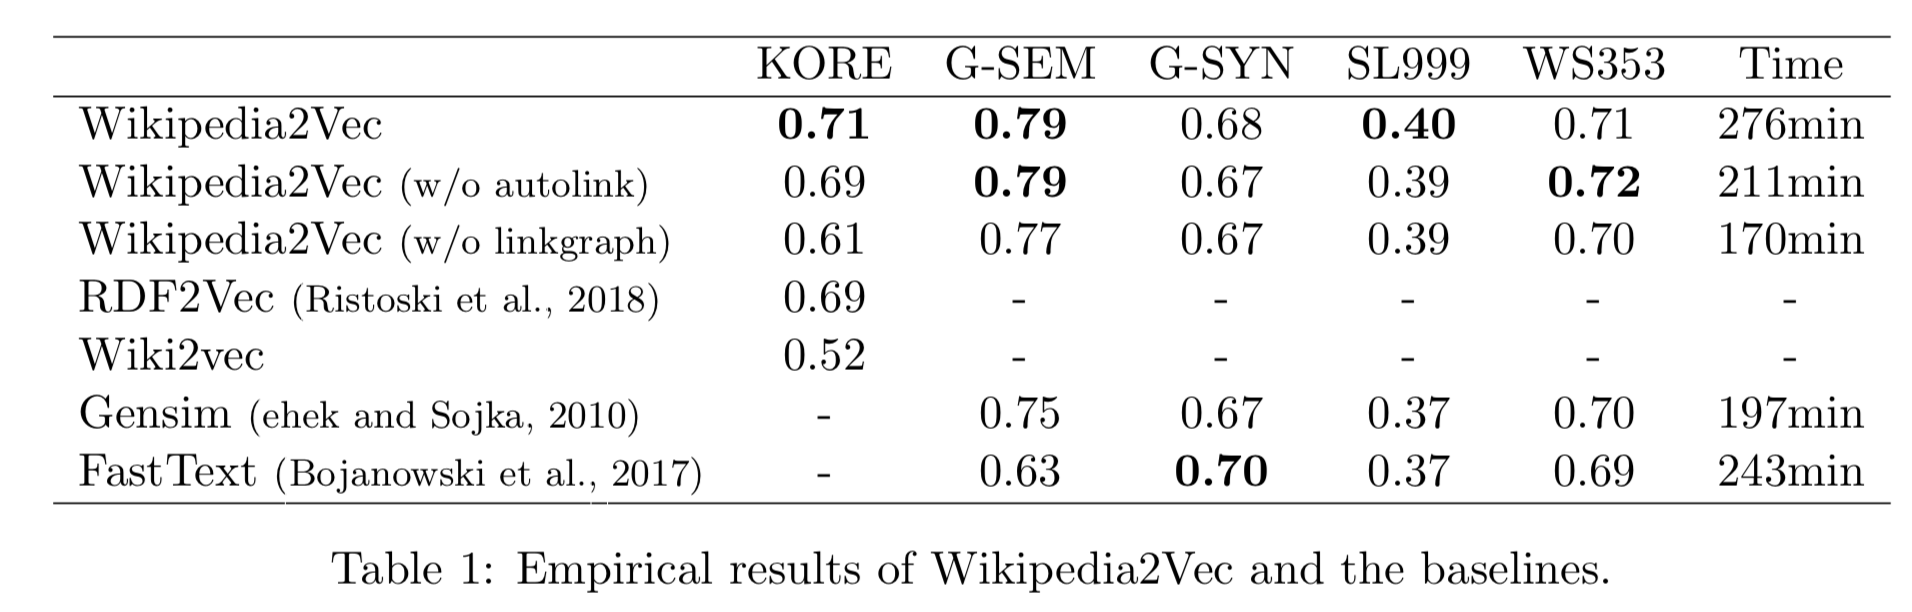 KORE G-SEM G-SYN SL999 WS353 Time
Wikipedia2Vec 0.71 0.79 0.68 0.40 0.71 276min
Wikipedia2Vec (w/o autolink) 0.69 0.79 0.67 0.39 0.72 211min
Wikipedia2Vec (w/o linkgraph) 0.61 0.77 0.67 0.39 0.70 170min
RDF2Vec (Ristoski et al., 2018) 0.69 - - - - -
Wiki2vec 0.52 - - - - -
Gensim (ehek and Sojka, 2010) - 0.75 0.67 0.37 0.70 197min
FastText (Bojanowski et al., 2017) - 0.63 0.70 0.37 0.69 243min
Table 1: Empirical results of Wikipedia2Vec and the baselines.